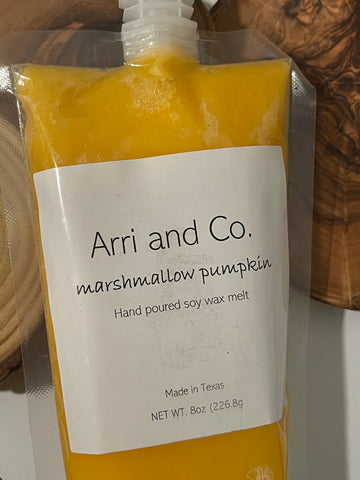 Arri and Co.
marshmallow pumpkin
Hand poured soy wax melt
Made in Texas
NET WT. 8oz (226.8g